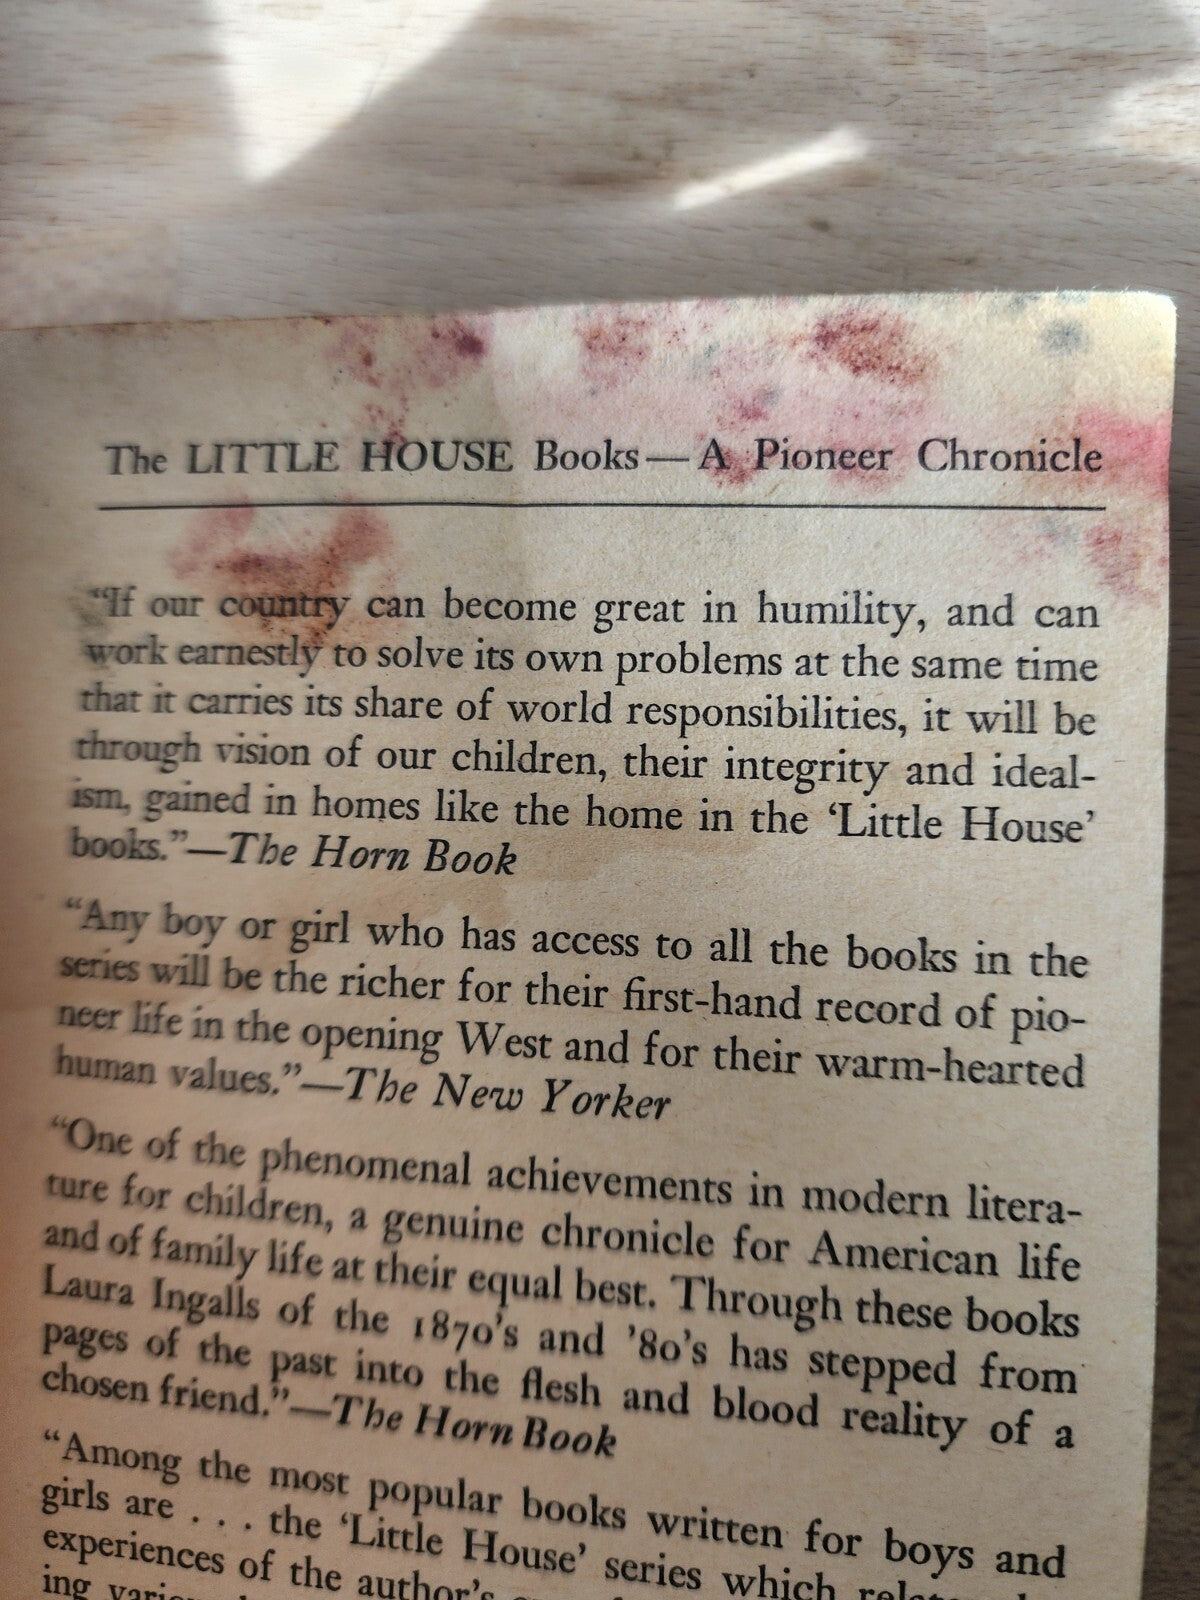 The LITTLE HOUSE Books—A Pioneer Chronicle
“If our country can become great in humility, and can
work earnestly to solve its own problems at the same time
that it carries its share of world responsibilities, it will be
through vision of our children, their integrity and ideal-
ism, gained in homes like the home in the ‘Little House’
books.”—The Horn Book
“Any boy or girl who has access to all the books in the
series will be the richer for their first-hand record of pio-
neer life in the opening West and for their warm-hearted
human values.”—The New Yorker
“One of the phenomenal achievements in modern litera-
ture for children, a genuine chronicle for American life
and of family life at their equal best. Through these books
Laura Ingalls of the 1870’s and ’80’s has stepped from
pages of the past into the flesh and blood reality of a
chosen friend.”—The Horn Book
“Among the most popular books written for boys and
girls are . . . the ‘Little House’ series which
experiences of the author’s
ing